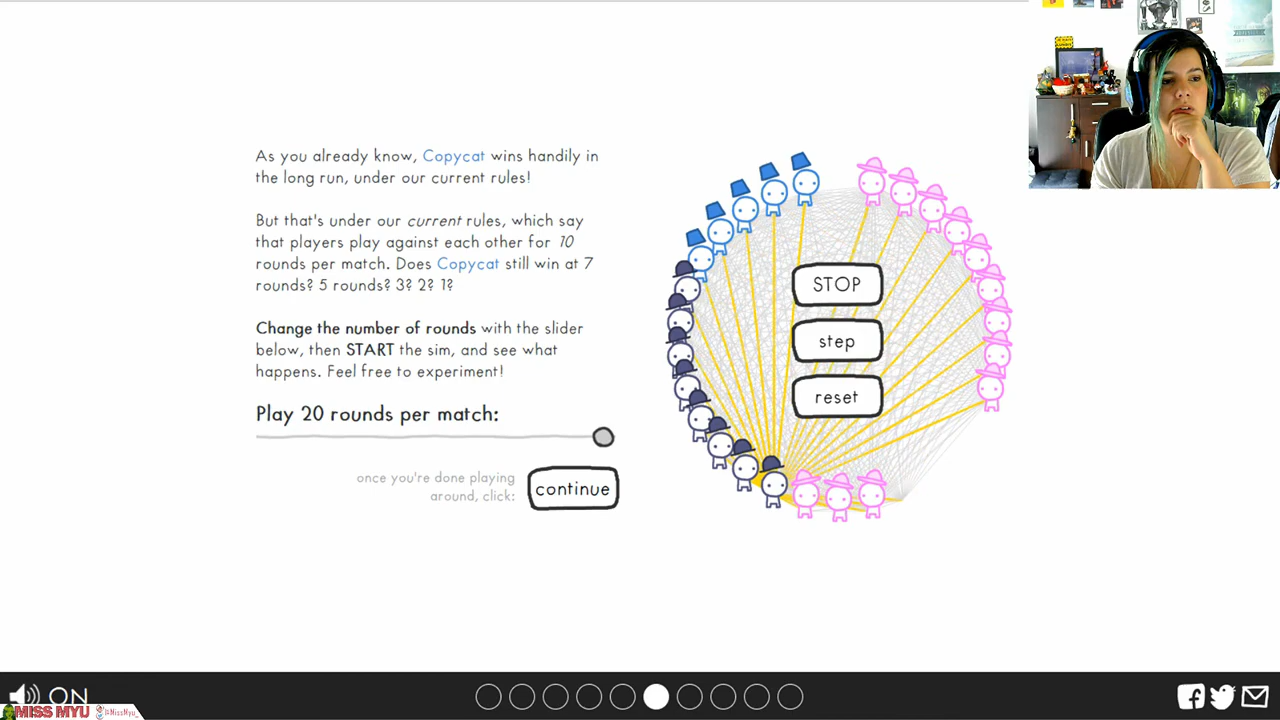 As you already know, Copycat wins handily in
the long run, under our current rules!
But that's under our current rules, which say
that players play against each other for 10
rounds per match. Does Copycat still win at 7
rounds? 5 rounds? 3? 2? 1?
Change the number of rounds with the slider
below, then START the sim, and see what
happens. Feel free to experiment!
Play 20 rounds per match:
once you're done playing
around, click:
continue
STOP
step
reset
ON
MISS MYU
@MissMyu_